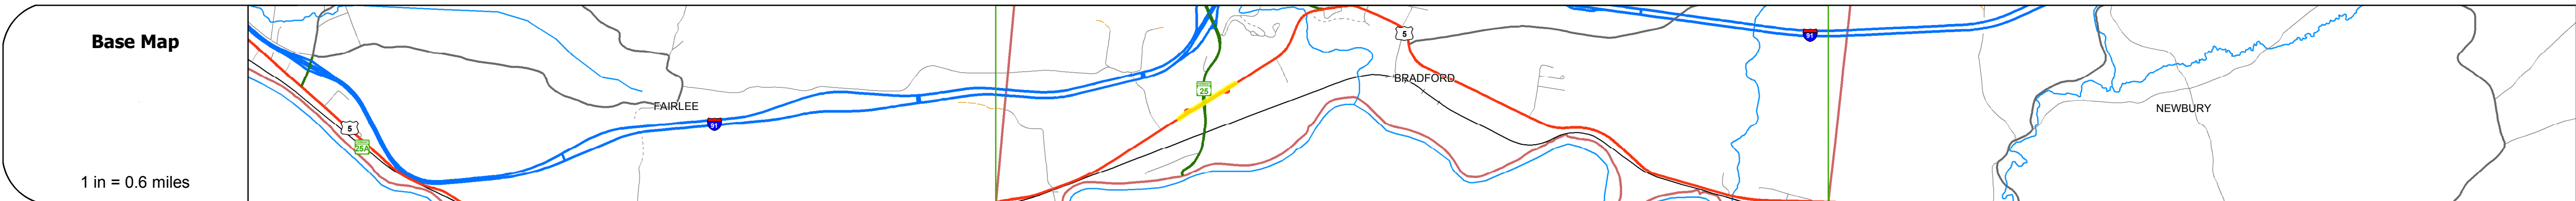 Base Map
1 in = 0.6 miles
5
25A
FAIRLEE
91
25
5
BRADFORD
91
NEWBURY